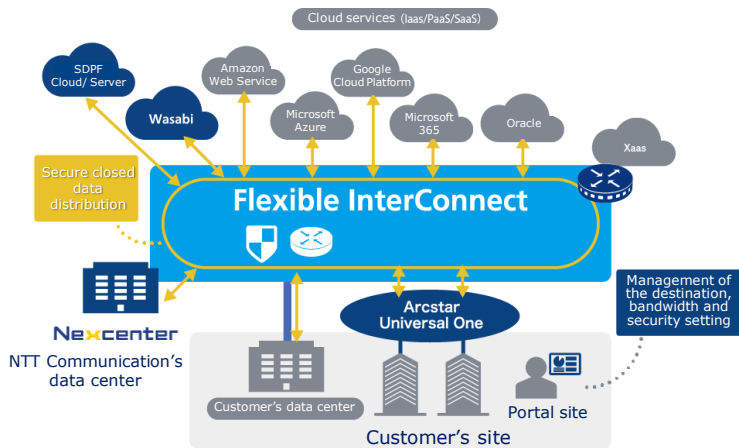 Cloud services (Iaas/PaaS/SaaS)
SDPF
Cloud/ Server
Amazon
Web Service
Google
Cloud Platform
Wasabi
Microsoft
Azure
Microsoft
365
Oracle
Xaas
Secure closed
data
distribution
Flexible InterConnect
Nexcenter
NTT Communication's
data center
Arcstar
Universal One
Management of
the destination,
bandwidth and
security setting
Customer's data center
Portal site
Customer's site